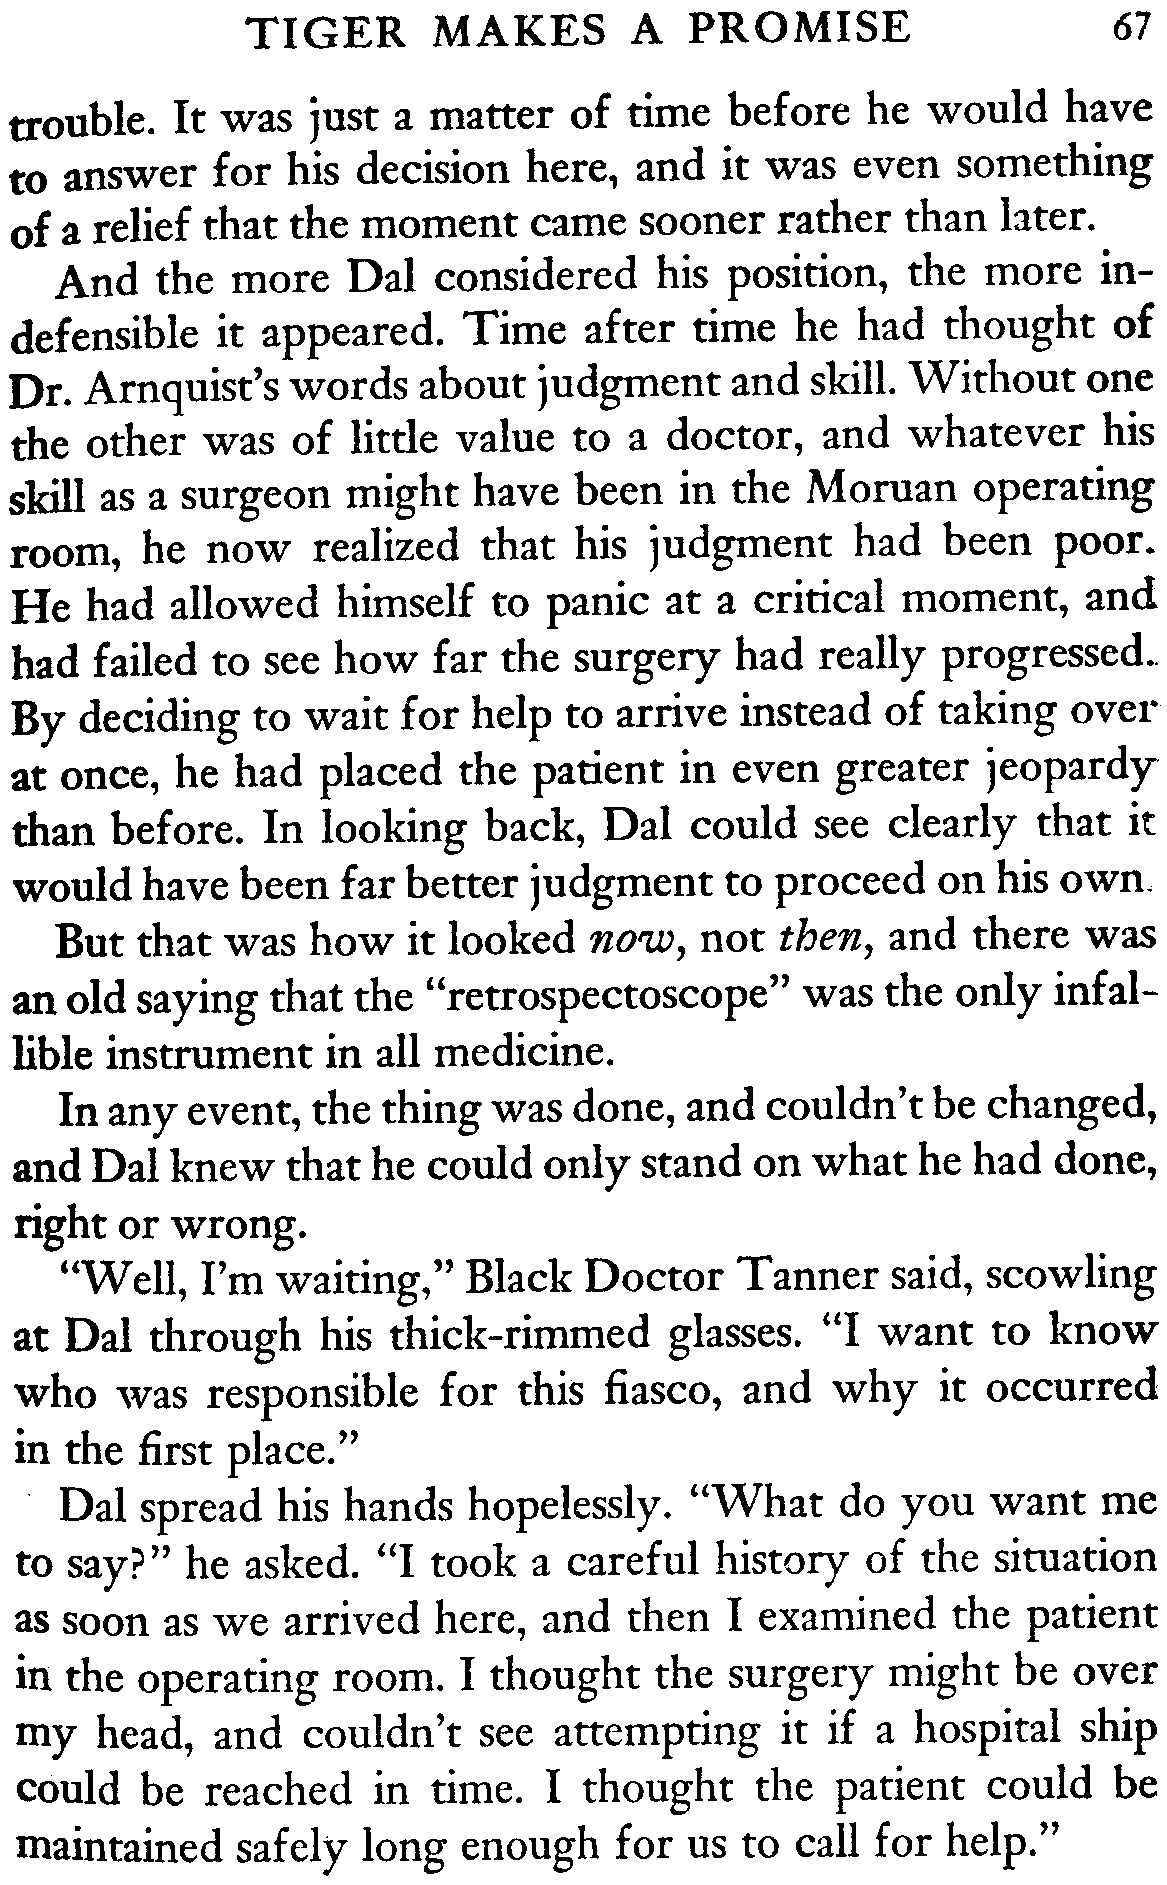 TIGER MAKES A PROMISE 67
trouble. It was just a matter of time before he would have
to answer for his decision here, and it was even something
of a relief that the moment came sooner rather than later.
And the more Dal considered his position, the more in-
defensible it appeared. Time after time he had thought of
Dr. Arnquist's words about judgment and skill. Without one
the other was of little value to a doctor, and whatever his
skill as a surgeon might have been in the Moruan operating
room, he now realized that his judgment had been poor.
He had allowed himself to panic at a critical moment, and
had failed to see how far the surgery had really progressed.
By deciding to wait for help to arrive instead of taking over
at once, he had placed the patient in even greater jeopardy
than before. In looking back, Dal could see clearly that it
would have been far better judgment to proceed on his own.
But that was how it looked now, not then, and there was
an old saying that the “retrospectoscope” was the only infal-
lible instrument in all medicine.
In any event, the thing was done, and couldn't be changed,
and Dal knew that he could only stand on what he had done,
right or wrong.
“Well, I'm waiting,” Black Doctor Tanner said, scowling
at Dal through his thick-rimmed glasses. “I want to know
who was responsible for this fiasco, and why it occurred
in the first place.”
Dal spread his hands hopelessly. “What do you want me
to say?” he asked. “I took a careful history of the situation
as soon as we arrived here, and then I examined the patient
in the operating room. I thought the surgery might be over
my head, and couldn't see attempting it if a hospital ship
could be reached in time. I thought the patient could be
maintained safely long enough for us to call for help.”